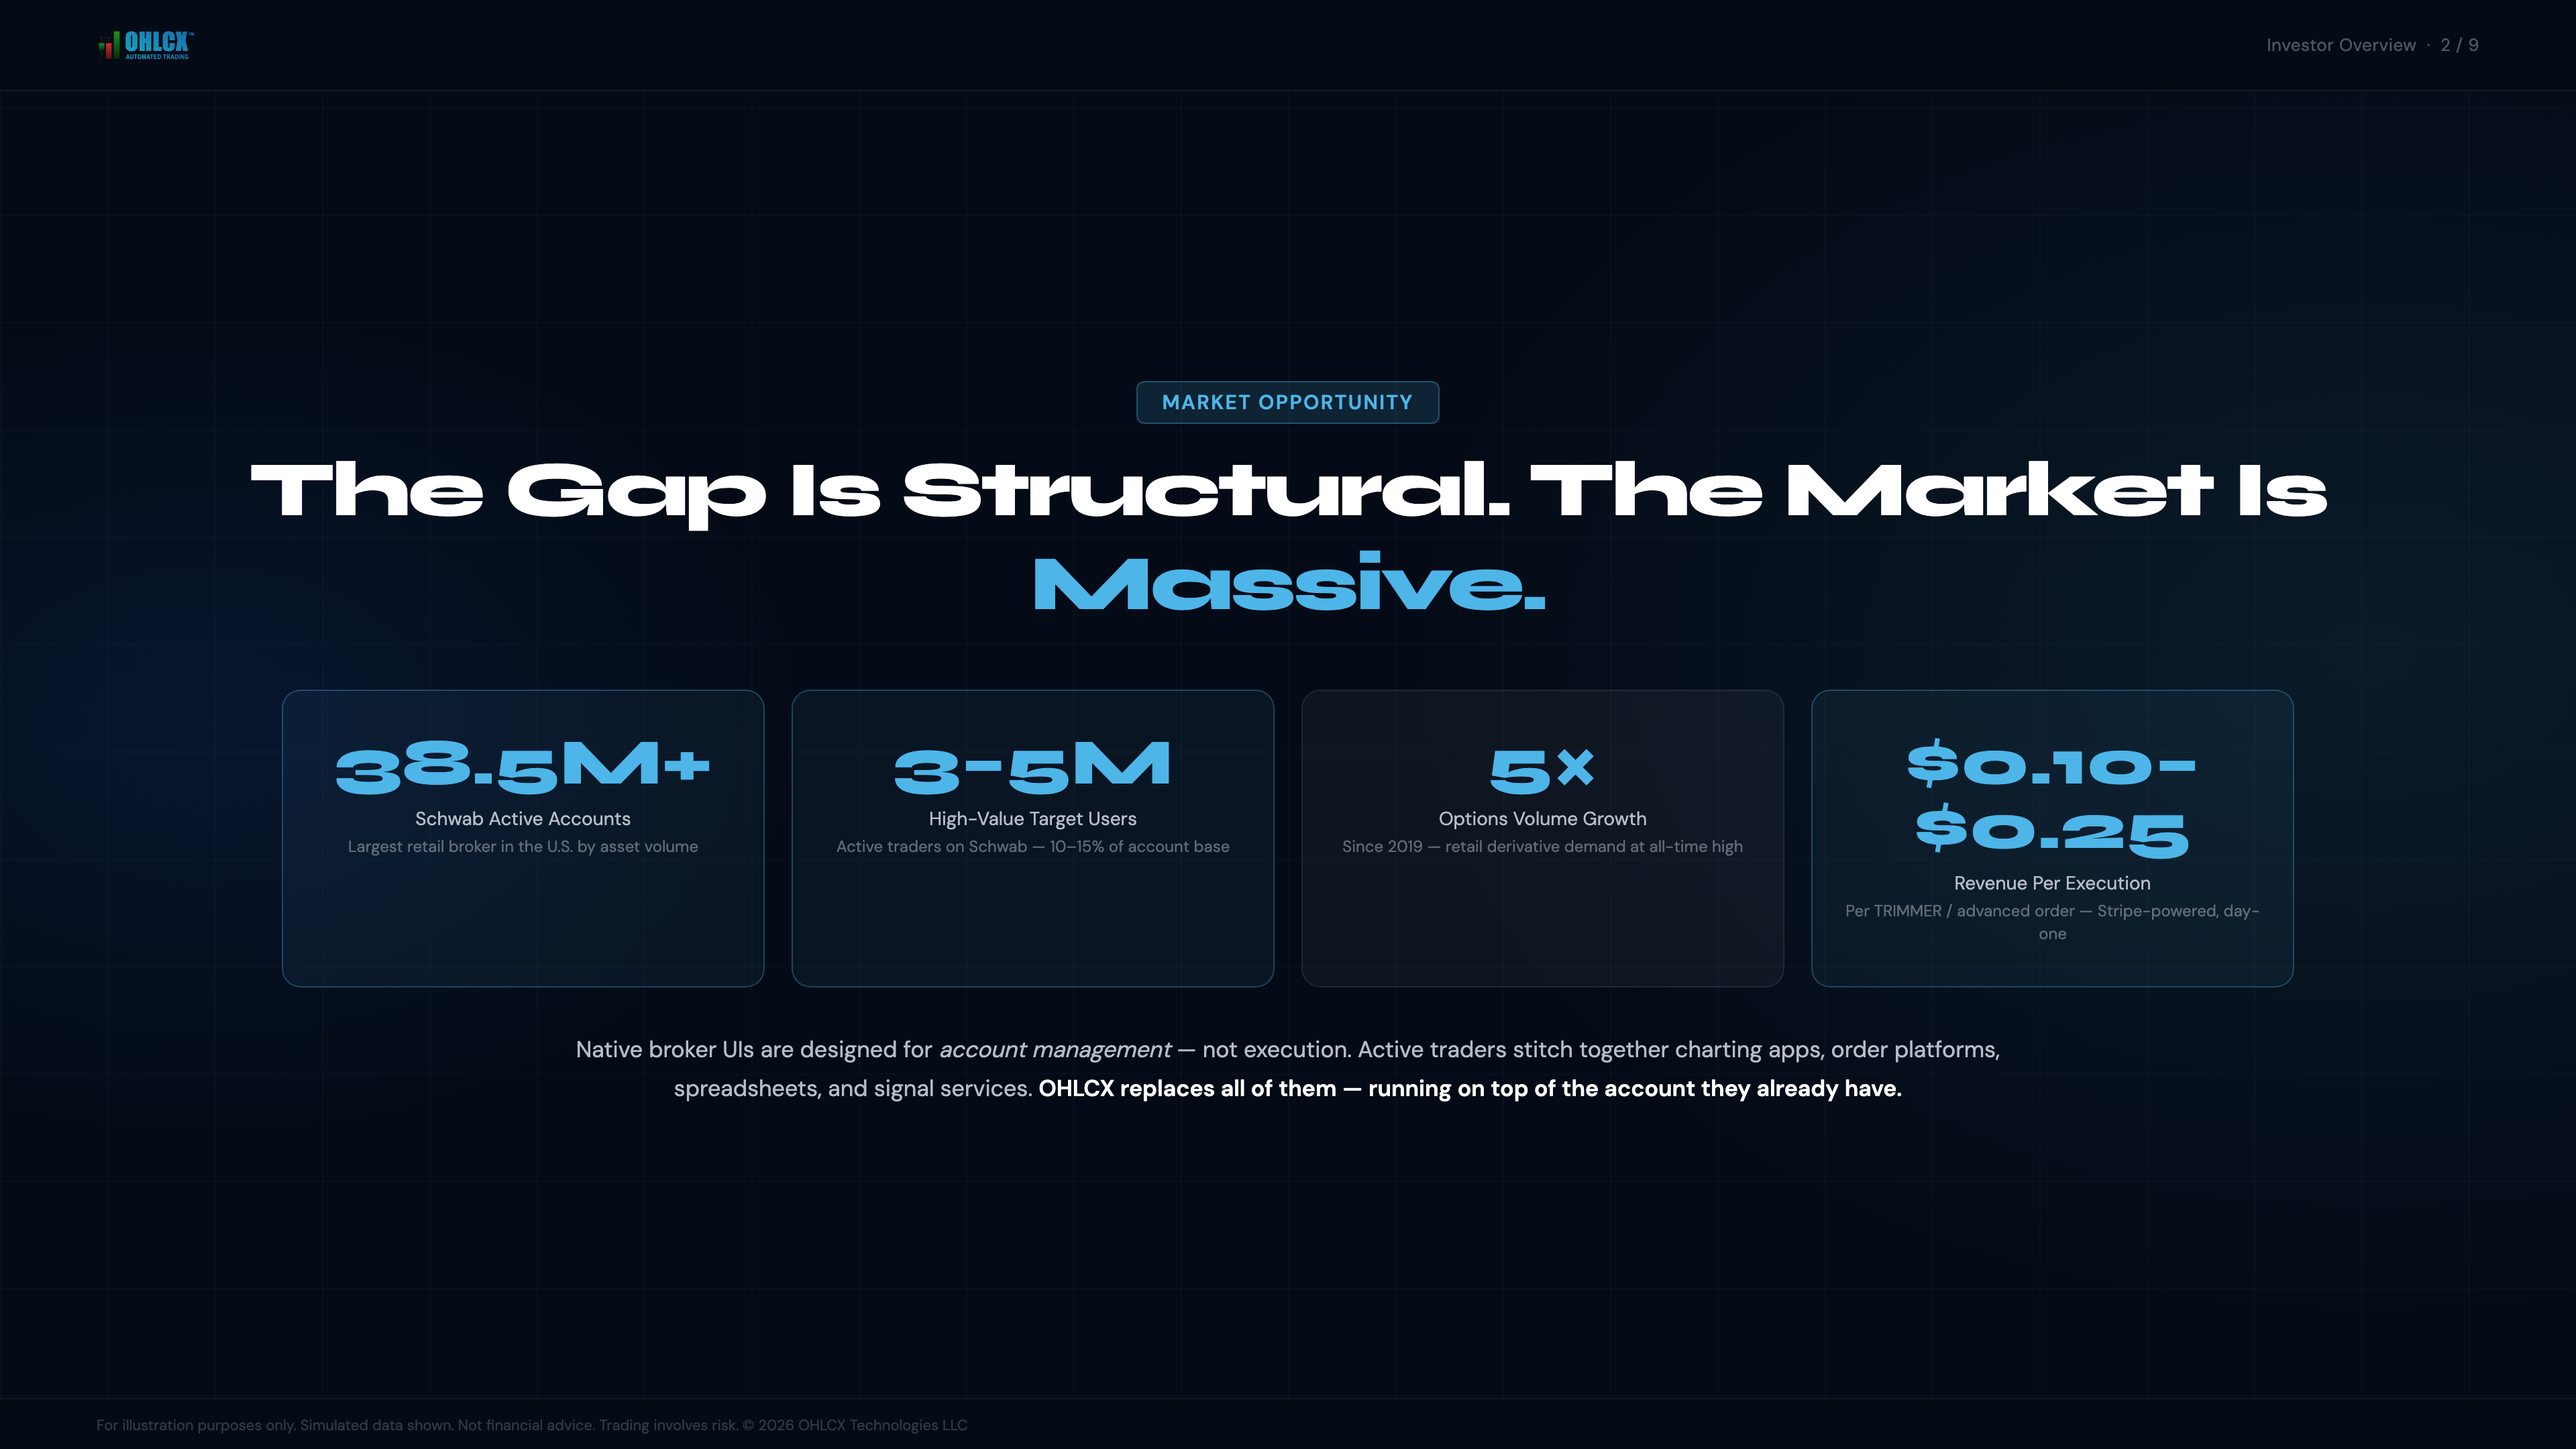 OHLCX™
AUTOMATED TRADING
Investor Overview · 2 / 9
MARKET OPPORTUNITY
The Gap Is Structural. The Market Is
Massive.
38.5M+
Schwab Active Accounts
Largest retail broker in the U.S. by asset volume
3–5M
High-Value Target Users
Active traders on Schwab — 10–15% of account base
5×
Options Volume Growth
Since 2019 — retail derivative demand at all-time high
$0.10–
$0.25
Revenue Per Execution
Per TRIMMER / advanced order — Stripe-powered, day-
one
Native broker UIs are designed for account management — not execution. Active traders stitch together charting apps, order platforms,
spreadsheets, and signal services. OHLCX replaces all of them — running on top of the account they already have.
For illustration purposes only. Simulated data shown. Not financial advice. Trading involves risk. © 2026 OHLCX Technologies LLC